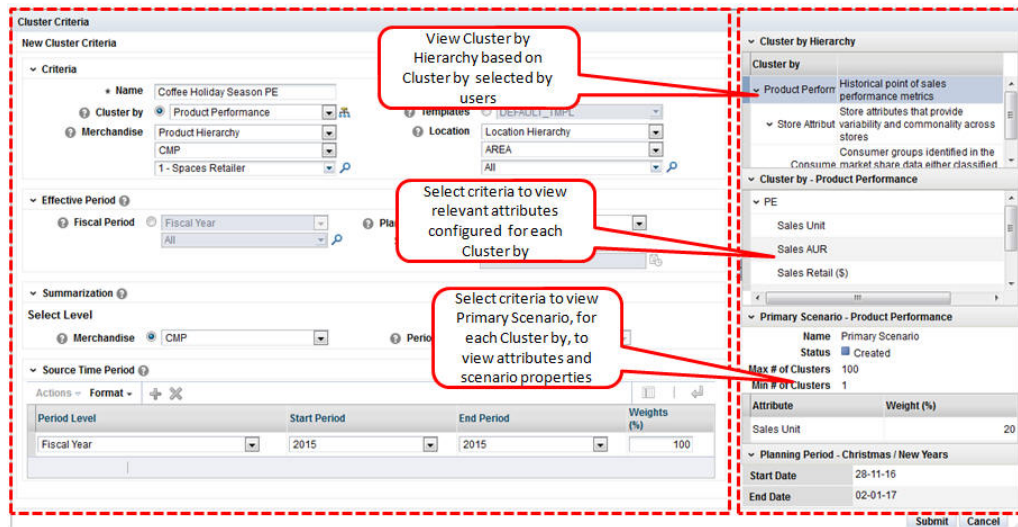 Cluster Criteria
New Cluster Criteria
Criteria
* Name Coffee Holiday Season PE
Cluster by Product Performance
Templates DEFAULT_TMPL
Merchandise Product Hierarchy
Location Location Hierarchy
CMP
AREA
1 - Spaces Retailer
All
Effective Period
Fiscal Period Fiscal Year
All
Summarization
Select Level
Merchandise CMP
Source Time Period
Actions Format
Period Level Start Period End Period Weights (%)
Fiscal Year 2015 2015 100
View Cluster by
Hierarchy based on
Cluster by selected by
users
Select criteria to view
relevant attributes
configured for each
Cluster by
Select criteria to view
Primary Scenario, for
each Cluster by, to
view attributes and
scenario properties
Cluster by Hierarchy
Cluster by
Product Perform Historical point of sales
performance metrics
Store Attribut Store attributes that provide
variability and commonality across
stores
Consume Consumer groups identified in the
market share data either classified
Cluster by - Product Performance
PE
Sales Unit
Sales AUR
Sales Retail ($)
Primary Scenario - Product Performance
Name Primary Scenario
Status Created
Max # of Clusters 100
Min # of Clusters 1
Attribute Weight (%)
Sales Unit 20
Planning Period - Christmas / New Years
Start Date 28-11-16
End Date 02-01-17
Submit Cancel